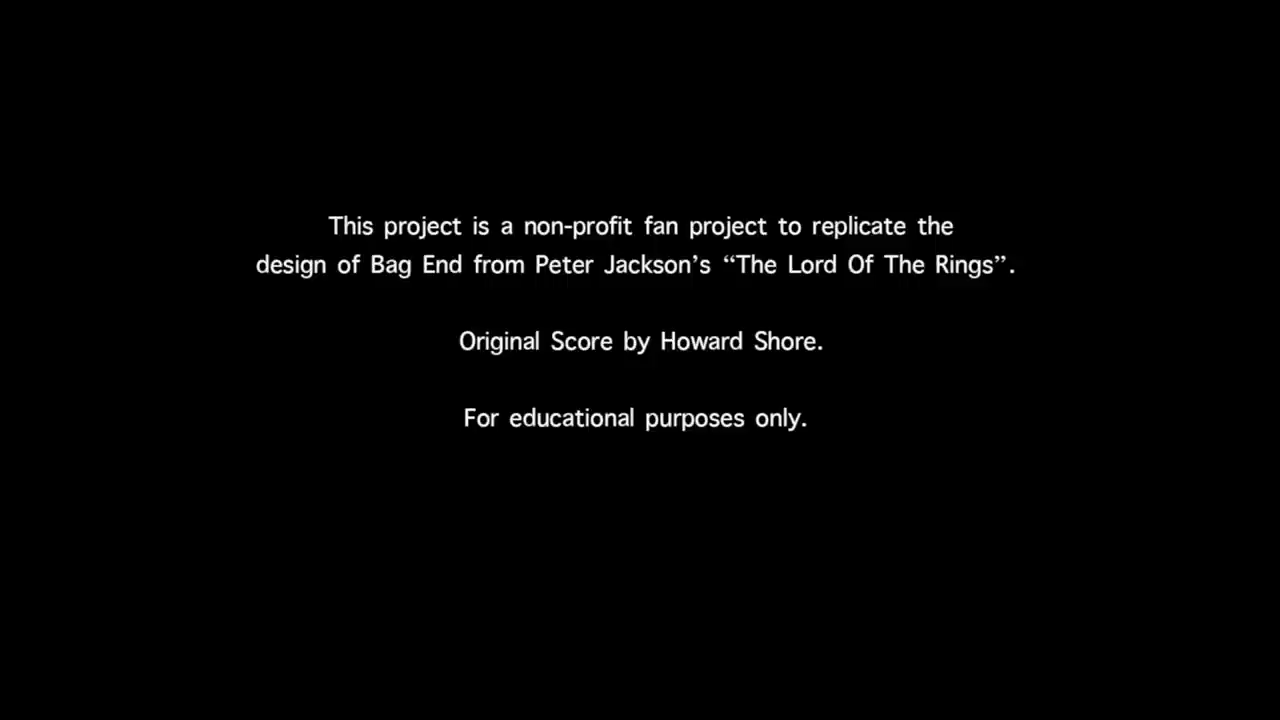 This project is a non-profit fan project to replicate the
design of Bag End from Peter Jackson’s “The Lord Of The Rings”.
Original Score by Howard Shore.
For educational purposes only.